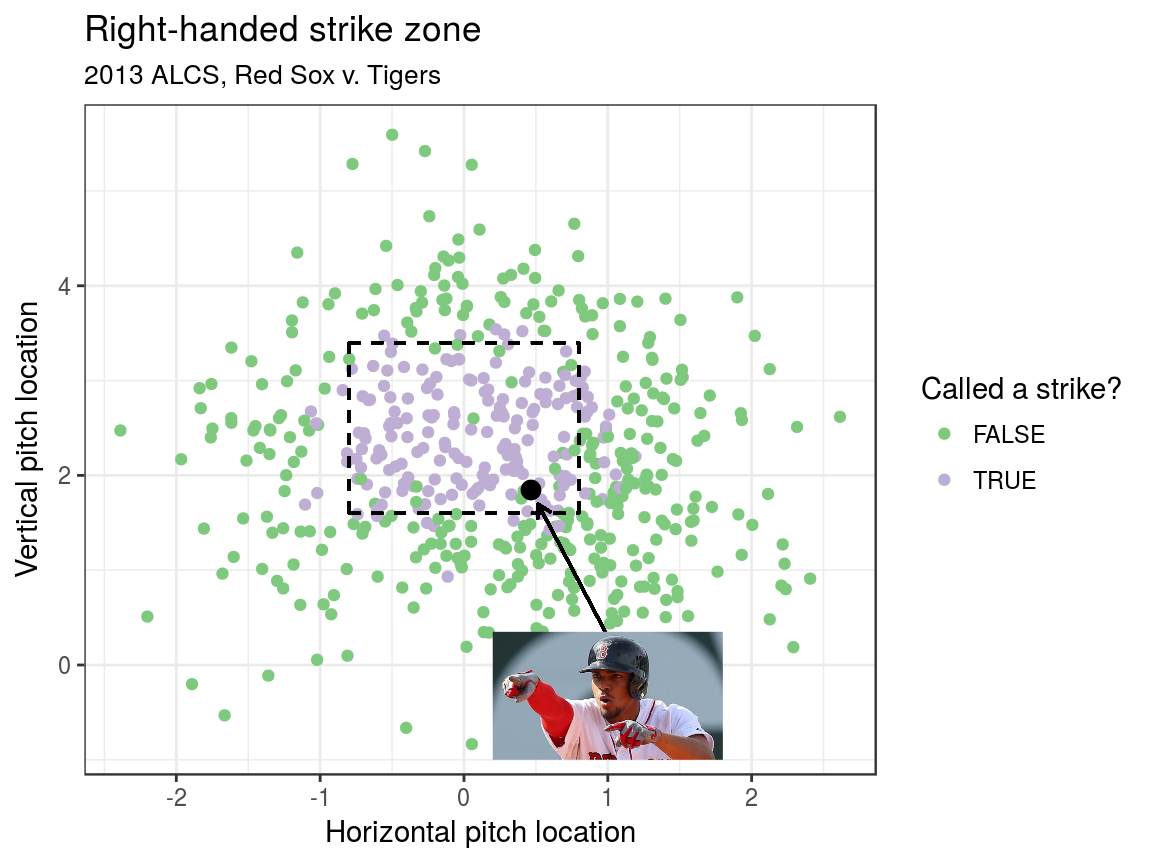 Right-handed strike zone
2013 ALCS, Red Sox v. Tigers
Vertical pitch location
4
2
0
-2
-1
0
1
2
Horizontal pitch location
Called a strike?
FALSE
TRUE
B